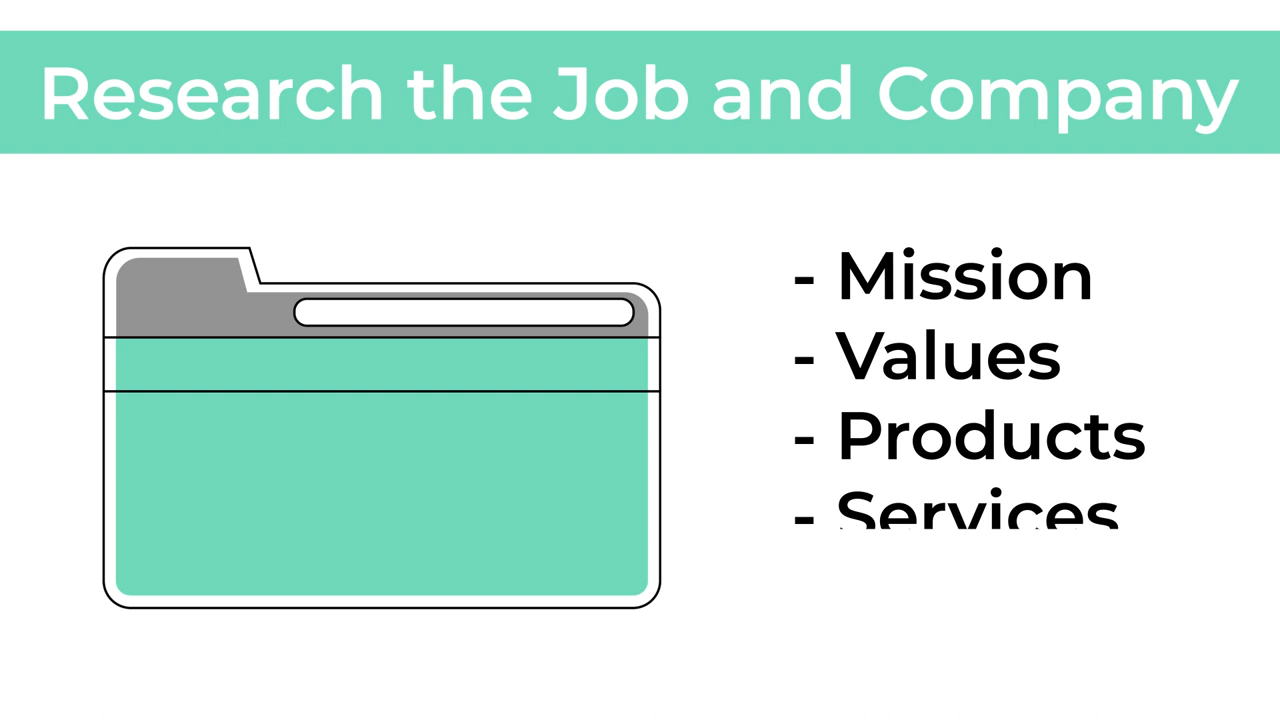 Research the Job and Company
- Mission
- Values
- Products
- Services